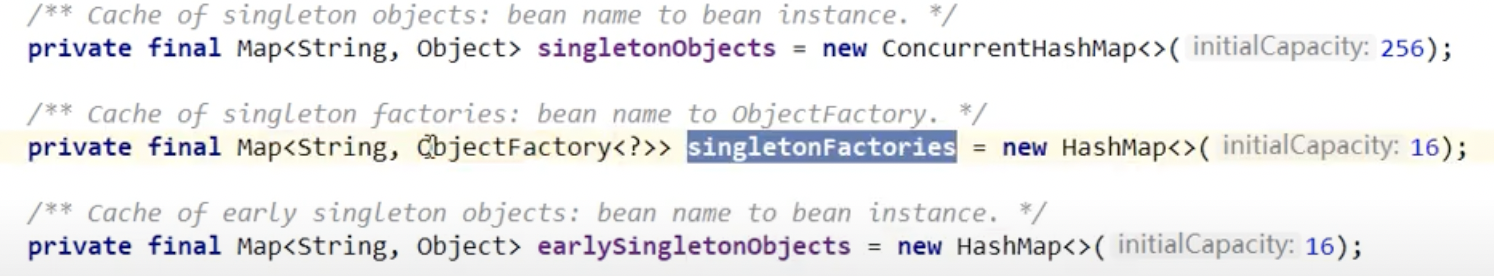 /** Cache of singleton objects: bean name to bean instance. */
private final Map<String, Object> singletonObjects = new ConcurrentHashMap<>( initialCapacity: 256);
/** Cache of singleton factories: bean name to ObjectFactory. */
private final Map<String, ObjectFactory<?>> singletonFactories = new HashMap<>( initialCapacity: 16);
/** Cache of early singleton objects: bean name to bean instance. */
private final Map<String, Object> earlySingletonObjects = new HashMap<>( initialCapacity: 16);